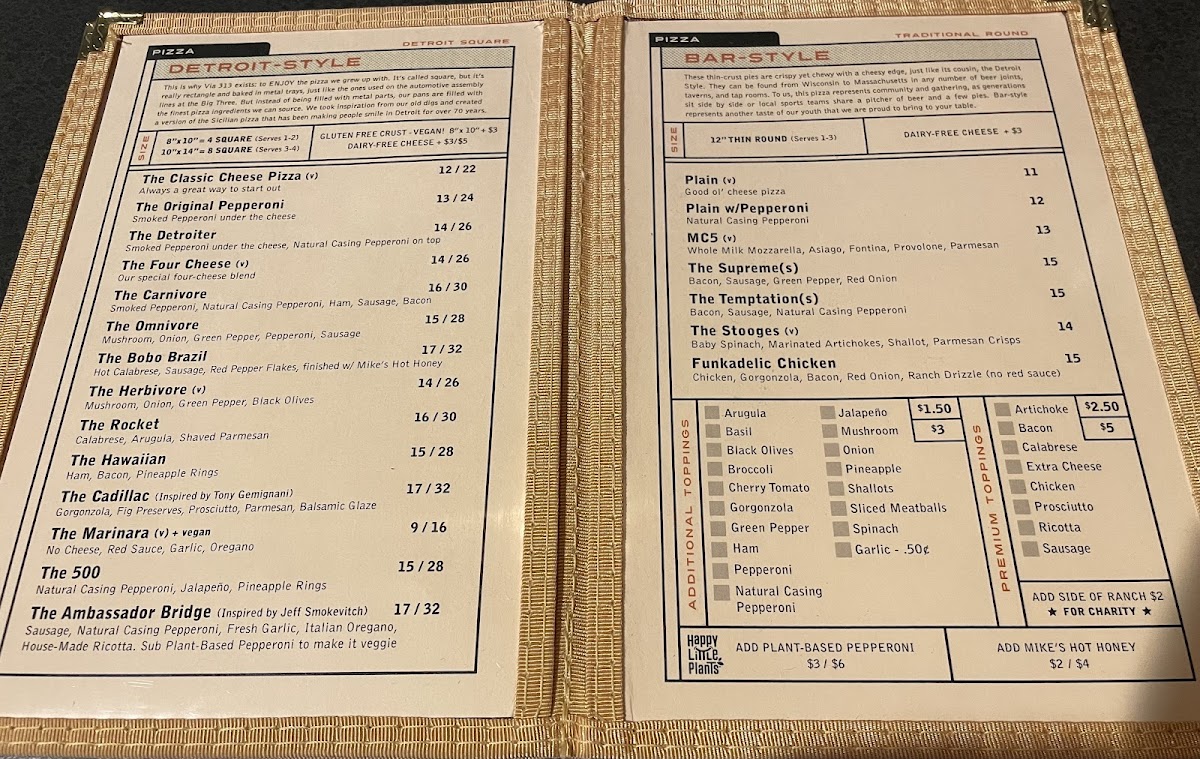 PIZZA
DETROIT SQUARE
DETROIT-STYLE
This is why Via 313 exists: to ENJOY the pizza we grew up with. It's called square, but it's
really rectangle and baked in metal trays, just like the ones used on the automotive assembly
lines at the Big Three. But instead of being filled with metal parts, our pans are filled with
the finest pizza ingredients we can source. We took inspiration from our old digs and created
a version of the Sicilian pizza that has been making people smile in Detroit for over 70 years.
SIZE
8"x10" = 4 SQUARE (Serves 1-2)
10"x14" = 8 SQUARE (Serves 3-4)
GLUTEN FREE CRUST - VEGAN! 8"x 10" + $3
DAIRY-FREE CHEESE + $3/$5
The Classic Cheese Pizza (v) 12/22
Always a great way to start out
The Original Pepperoni 13/24
Smoked Pepperoni under the cheese
The Detroiter 14/26
Smoked Pepperoni under the cheese, Natural Casing Pepperoni on top
The Four Cheese (v) 14/26
Our special four-cheese blend
The Carnivore 16/30
Smoked Pepperoni, Natural Casing Pepperoni, Ham, Sausage, Bacon
The Omnivore 15/28
Mushroom, Onion, Green Pepper, Pepperoni, Sausage
The Bobo Brazil 17/32
Hot Calabrese, Sausage, Red Pepper Flakes, finished w/ Mike's Hot Honey
The Herbivore (v) 14/26
Mushroom, Onion, Green Pepper, Black Olives
The Rocket 16/30
Calabrese, Arugula, Shaved Parmesan
The Hawaiian 15/28
Ham, Bacon, Pineapple Rings
The Cadillac (Inspired by Tony Gemignani) 17/32
Gorgonzola, Fig Preserves, Prosciutto, Parmesan, Balsamic Glaze
The Marinara (v) + vegan 9/16
No Cheese, Red Sauce, Garlic, Oregano
The 500 15/28
Natural Casing Pepperoni, Jalapeño, Pineapple Rings
The Ambassador Bridge (Inspired by Jeff Smokevitch) 17/32
Sausage, Natural Casing Pepperoni, Fresh Garlic, Italian Oregano,
House-Made Ricotta. Sub Plant-Based Pepperoni to make it veggie
PIZZA
TRADITIONAL ROUND
BAR-STYLE
These thin-crust pies are crispy yet chewy with a cheesy edge, just like its cousin, the Detroit
Style. They can be found from Wisconsin to Massachusetts in any number of beer joints,
taverns, and tap rooms. To us, this pizza represents community and gathering, as generations
sit side by side or local sports teams share a pitcher of beer and a few pies. Bar-style
represents another taste of our youth that we are proud to bring to your table.
SIZE
12" THIN ROUND (Serves 1-3)
DAIRY-FREE CHEESE + $3
Plain (v) 11
Good ol' cheese pizza
Plain w/Pepperoni 12
Natural Casing Pepperoni
MC5 (v) 13
Whole Milk Mozzarella, Asiago, Fontina, Provolone, Parmesan
The Supreme(s) 15
Bacon, Sausage, Green Pepper, Red Onion
The Temptation(s) 15
Bacon, Sausage, Natural Casing Pepperoni
The Stooges (v) 14
Baby Spinach, Marinated Artichokes, Shallot, Parmesan Crisps
Funkadelic Chicken 15
Chicken, Gorgonzola, Bacon, Red Onion, Ranch Drizzle (no red sauce)
ADDITIONAL TOPPINGS
$1.50
$3
Arugula
Basil
Black Olives
Broccoli
Cherry Tomato
Gorgonzola
Green Pepper
Ham
Pepperoni
Natural Casing
Pepperoni
Jalapeño
Mushroom
Onion
Pineapple
Shallots
Sliced Meatballs
Spinach
Garlic - .50¢
PREMIUM TOPPINGS
$2.50
$5
Artichoke
Bacon
Calabrese
Extra Cheese
Chicken
Prosciutto
Ricotta
Sausage
ADD SIDE OF RANCH $2
★ FOR CHARITY ★
Happy
Little
Plants
ADD PLANT-BASED PEPPERONI
$3 / $6
ADD MIKE'S HOT HONEY
$2 / $4